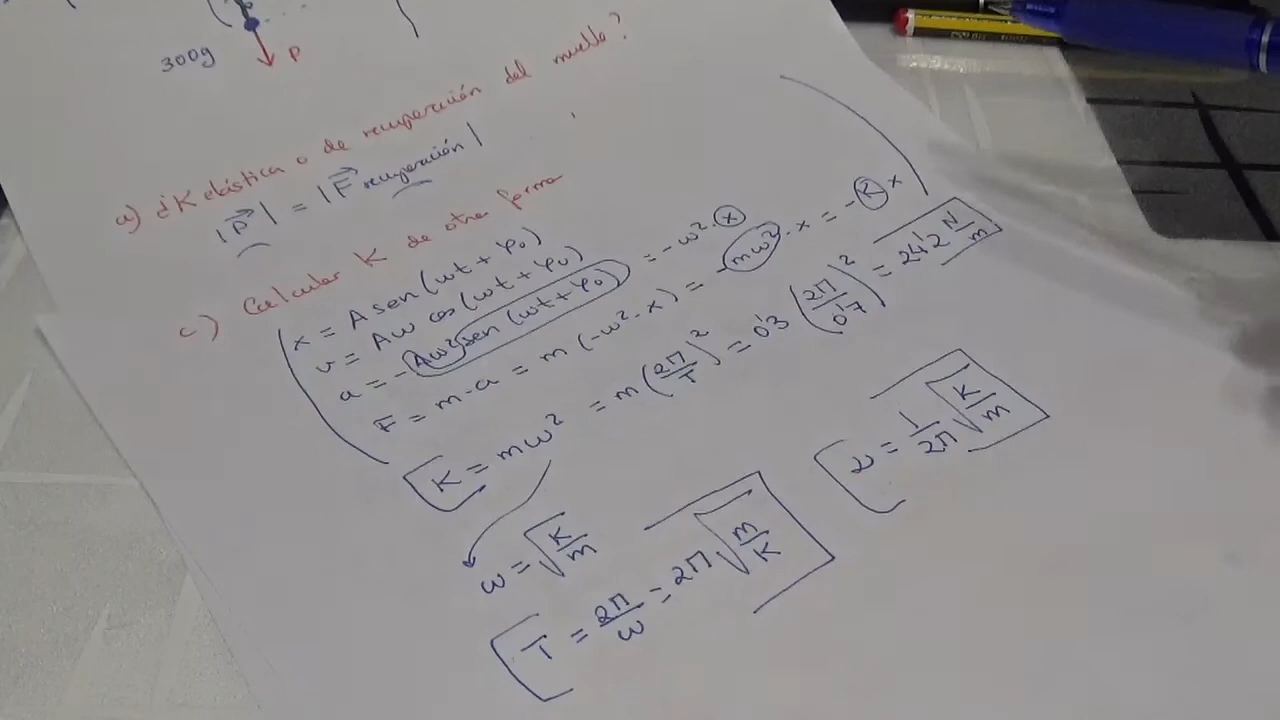 300g P
a) ¿K elástica o de recuperación del muelle?
|P| = |F recuperación|
c) Calcular K de otra forma
x = A sen (ωt + φ₀)
v = Aω cos (ωt + φ₀)
a = -Aω² sen (ωt + φ₀) = -ω²·x
F = m·a = m (-ω²·x) = -mω²·x = -K x
K = mω² = m (2π/T)² = 0'3 (2π/0'7)² = 24'2 N/m
ω = √(K/m)
T = 2π/ω = 2π √(m/K)
ν = 1/2π √(K/m)